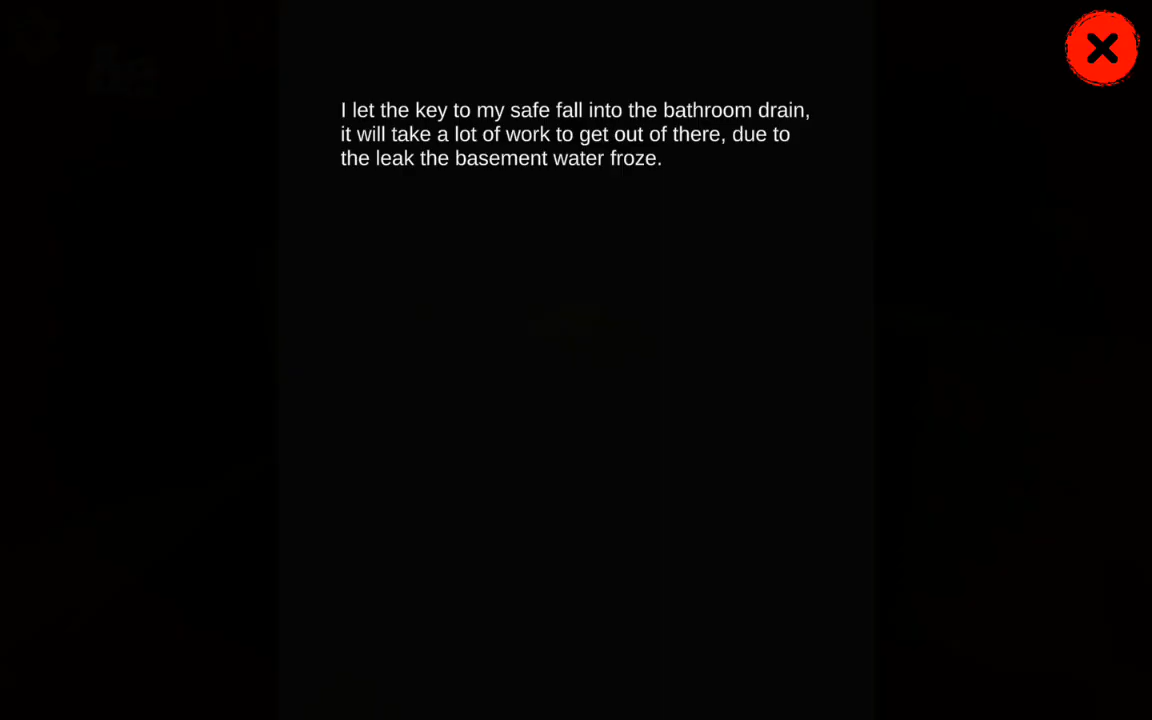 I let the key to my safe fall into the bathroom drain,
it will take a lot of work to get out of there, due to
the leak the basement water froze.